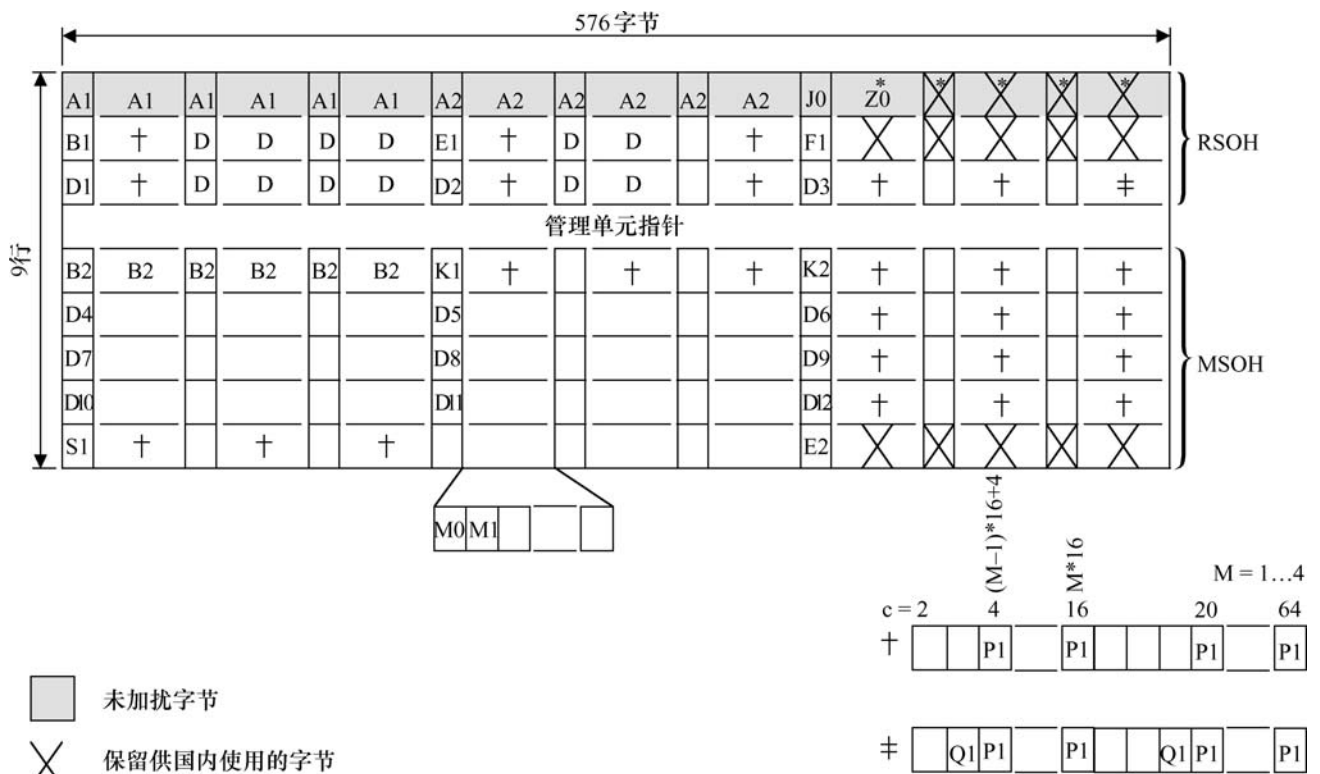 576字节
A1 A1 A1 A1 A1 A1 A2 A2 A2 A2 A2 A2 J0 Z0* * * * *
B1 † D D D D E1 † D D † F1
RSOH
D1 † D D D D D2 † D D † D3 † † ‡
管理单元指针
9行
B2 B2 B2 B2 B2 B2 K1 † † † K2 † † †
D4 D5 D6 † † †
D7 D8 D9 † † †
MSOH
D10 D11 D12 † † †
S1 † † † E2
M0 M1
(M–1)*16+4
M*16
M = 1…4
c = 2 4 16 20 64
† P1 P1 P1 P1
未加扰字节
‡ Q1 P1 P1 Q1 P1 P1
保留供国内使用的字节